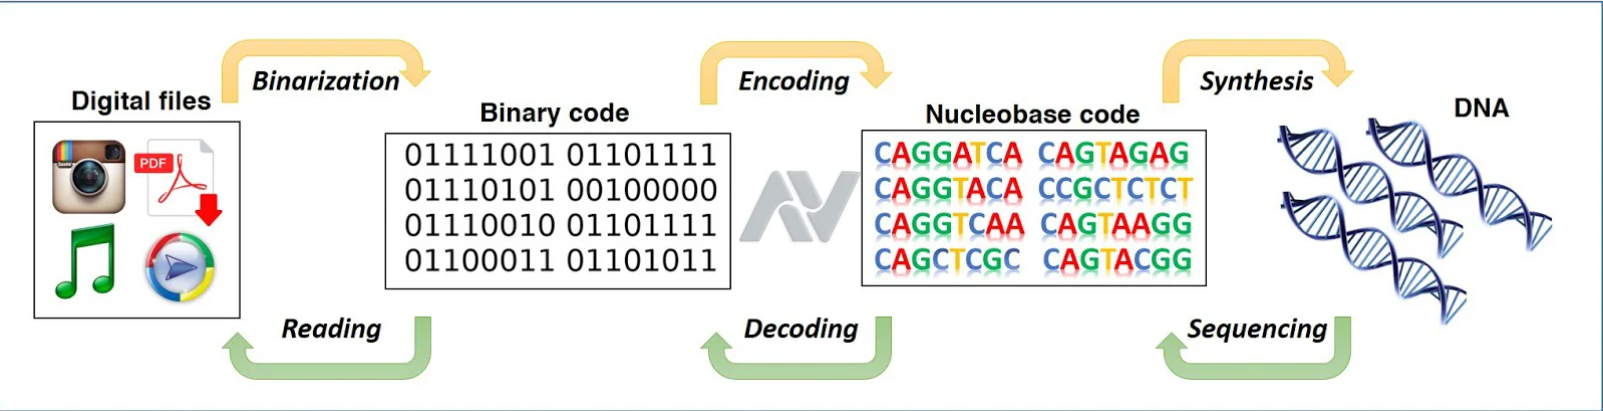 Digital files
PDF
Binarization
Binary code
01111001 01101111
01110101 00100000
01110010 01101111
01100011 01101011
Encoding
AV
Nucleobase code
CAGGATCA CAGTAGAG
CAGGTACA CCGCTCTCT
CAGGTCAA CAGTAAGG
CAGCTCGC CAGTACGG
Synthesis
DNA
Reading
Decoding
Sequencing